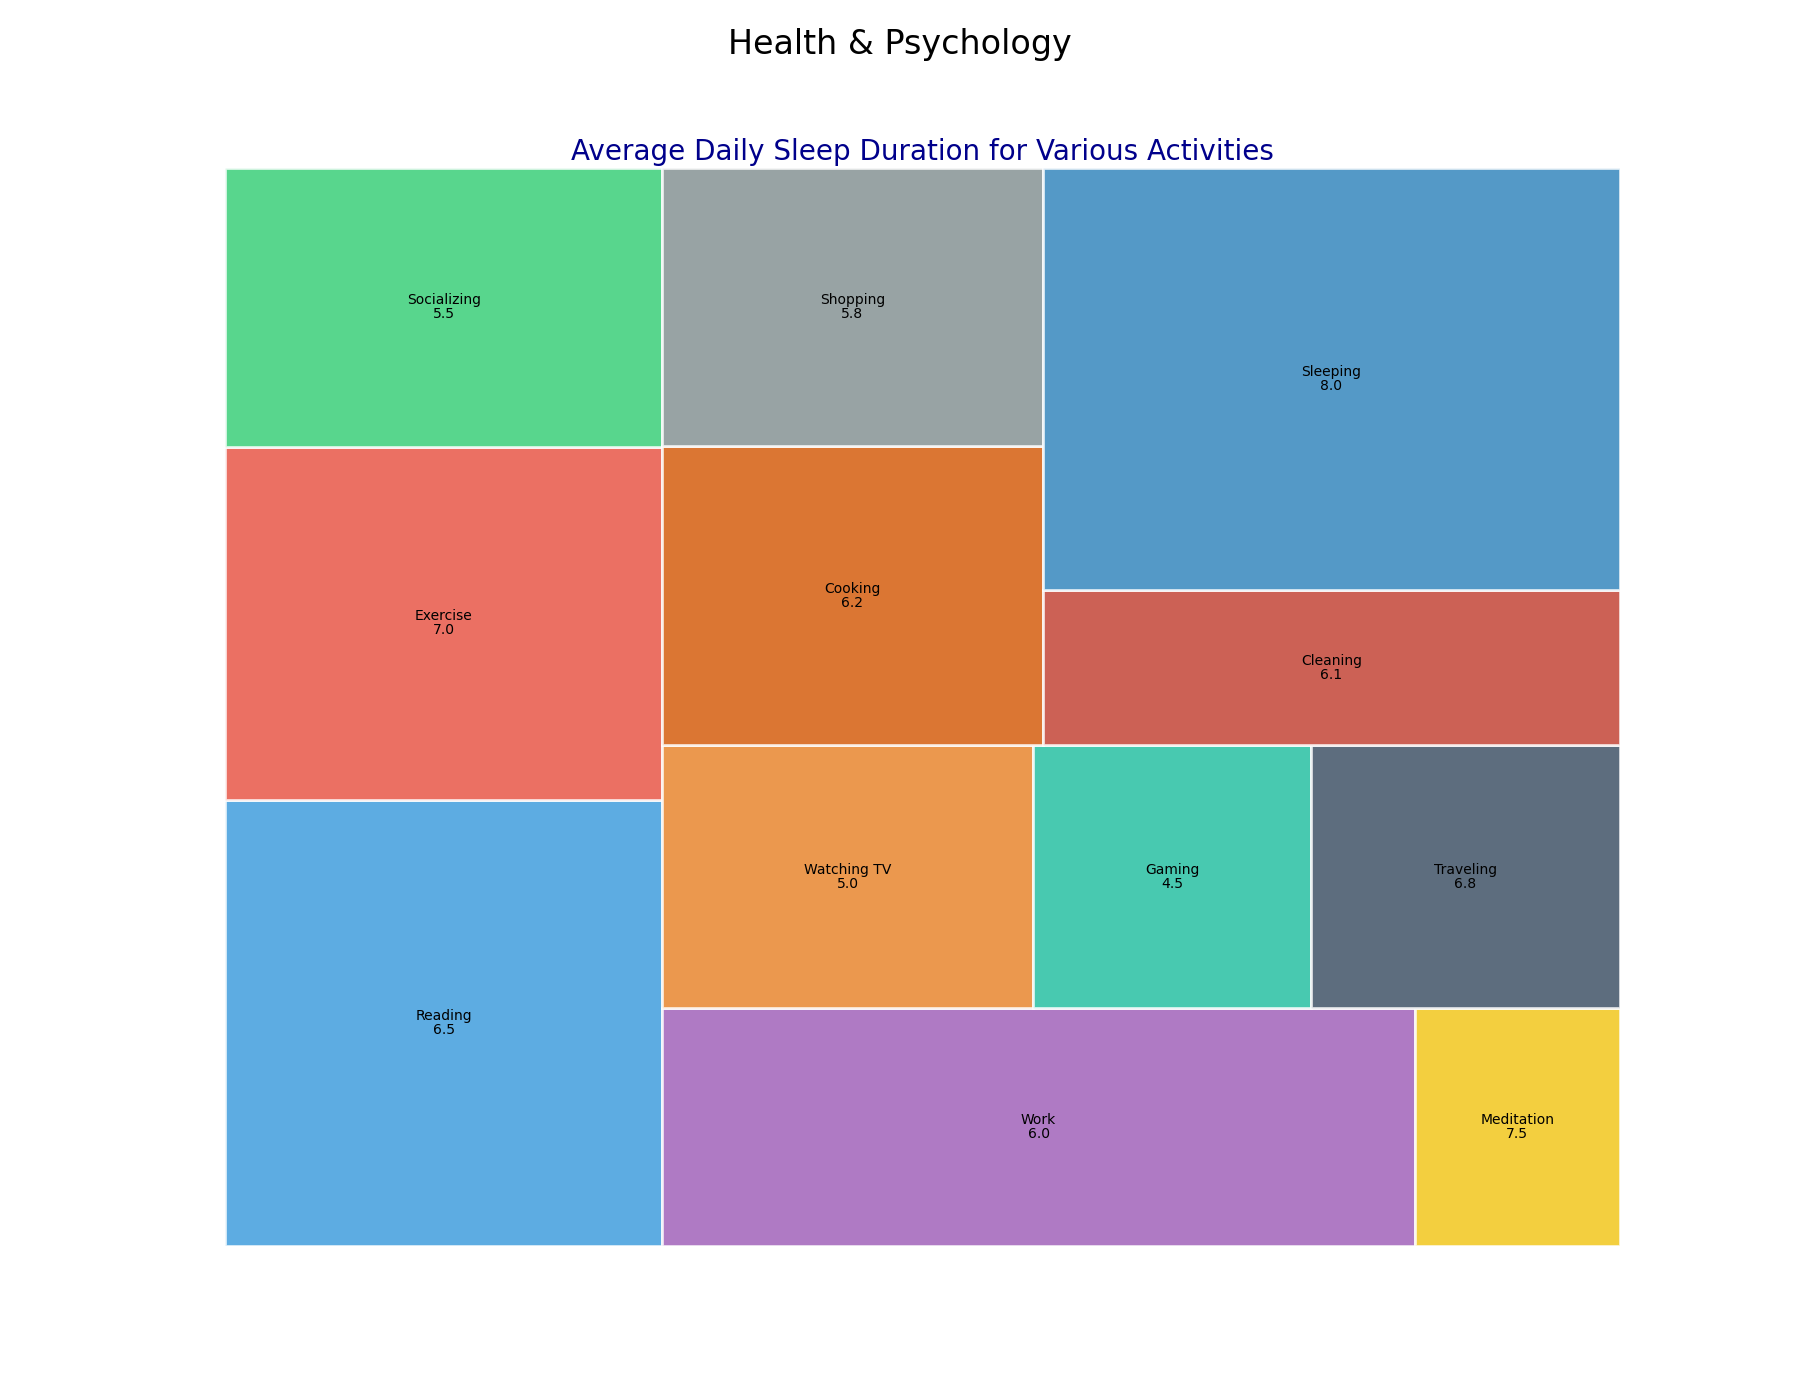 Health & Psychology
Average Daily Sleep Duration for Various Activities
Socializing
5.5
Shopping
5.8
Sleeping
8.0
Exercise
7.0
Cooking
6.2
Cleaning
6.1
Reading
6.5
Watching TV
5.0
Gaming
4.5
Traveling
6.8
Work
6.0
Meditation
7.5